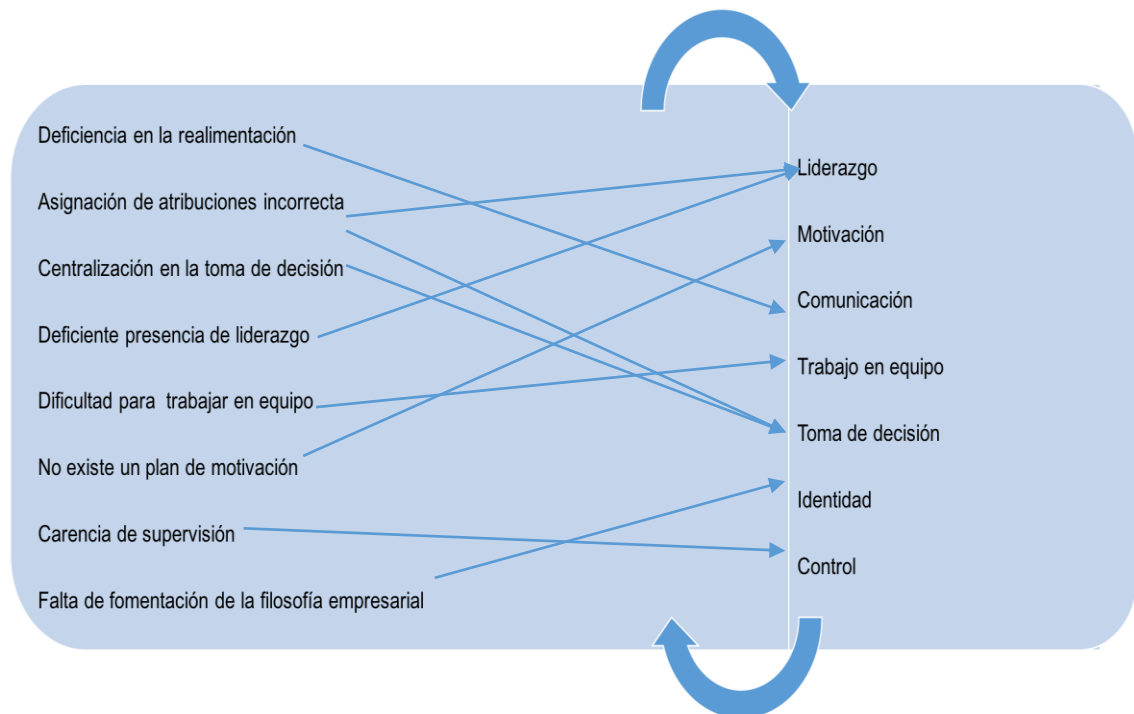 Deficiencia en la realimentación
Asignación de atribuciones incorrecta
Centralización en la toma de decisión
Deficiente presencia de liderazgo
Dificultad para trabajar en equipo
No existe un plan de motivación
Carencia de supervisión
Falta de fomentación de la filosofía empresarial
Liderazgo
Motivación
Comunicación
Trabajo en equipo
Toma de decisión
Identidad
Control